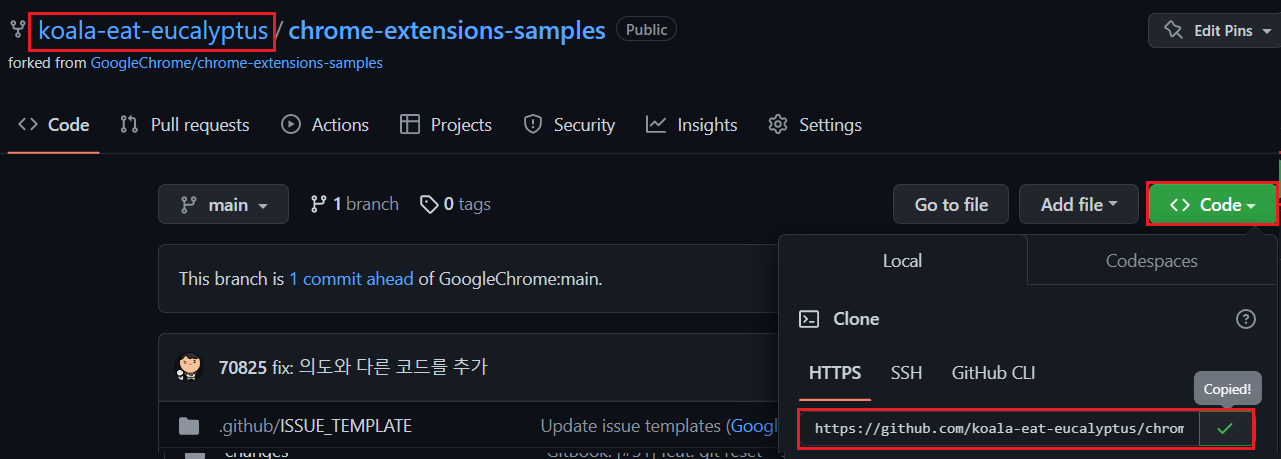 koala-eat-eucalyptus / chrome-extensions-samples Public Edit Pins
forked from GoogleChrome/chrome-extensions-samples
Code Pull requests Actions Projects Security Insights Settings
main 1 branch 0 tags Go to file Add file Code
Local Codespaces
This branch is 1 commit ahead of GoogleChrome:main.
Clone
70825 fix: 의도와 다른 코드를 추가
HTTPS SSH GitHub CLI
Copied!
.github/ISSUE_TEMPLATE Update issue templates (Googl
https://github.com/koala-eat-eucalyptus/chrom